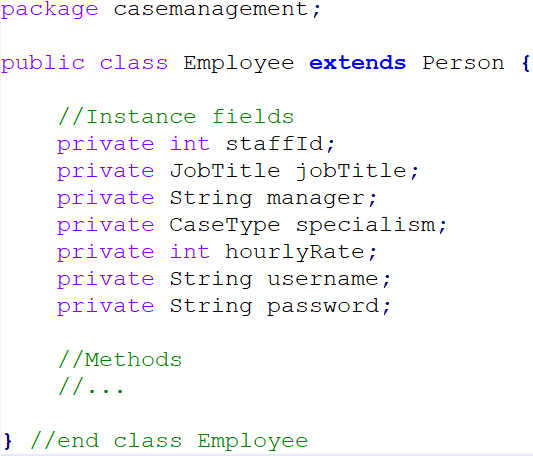 package casemanagement;
public class Employee extends Person {
//Instance fields
private int staffId;
private JobTitle jobTitle;
private String manager;
private CaseType specialism;
private int hourlyRate;
private String username;
private String password;
//Methods
//...
} //end class Employee